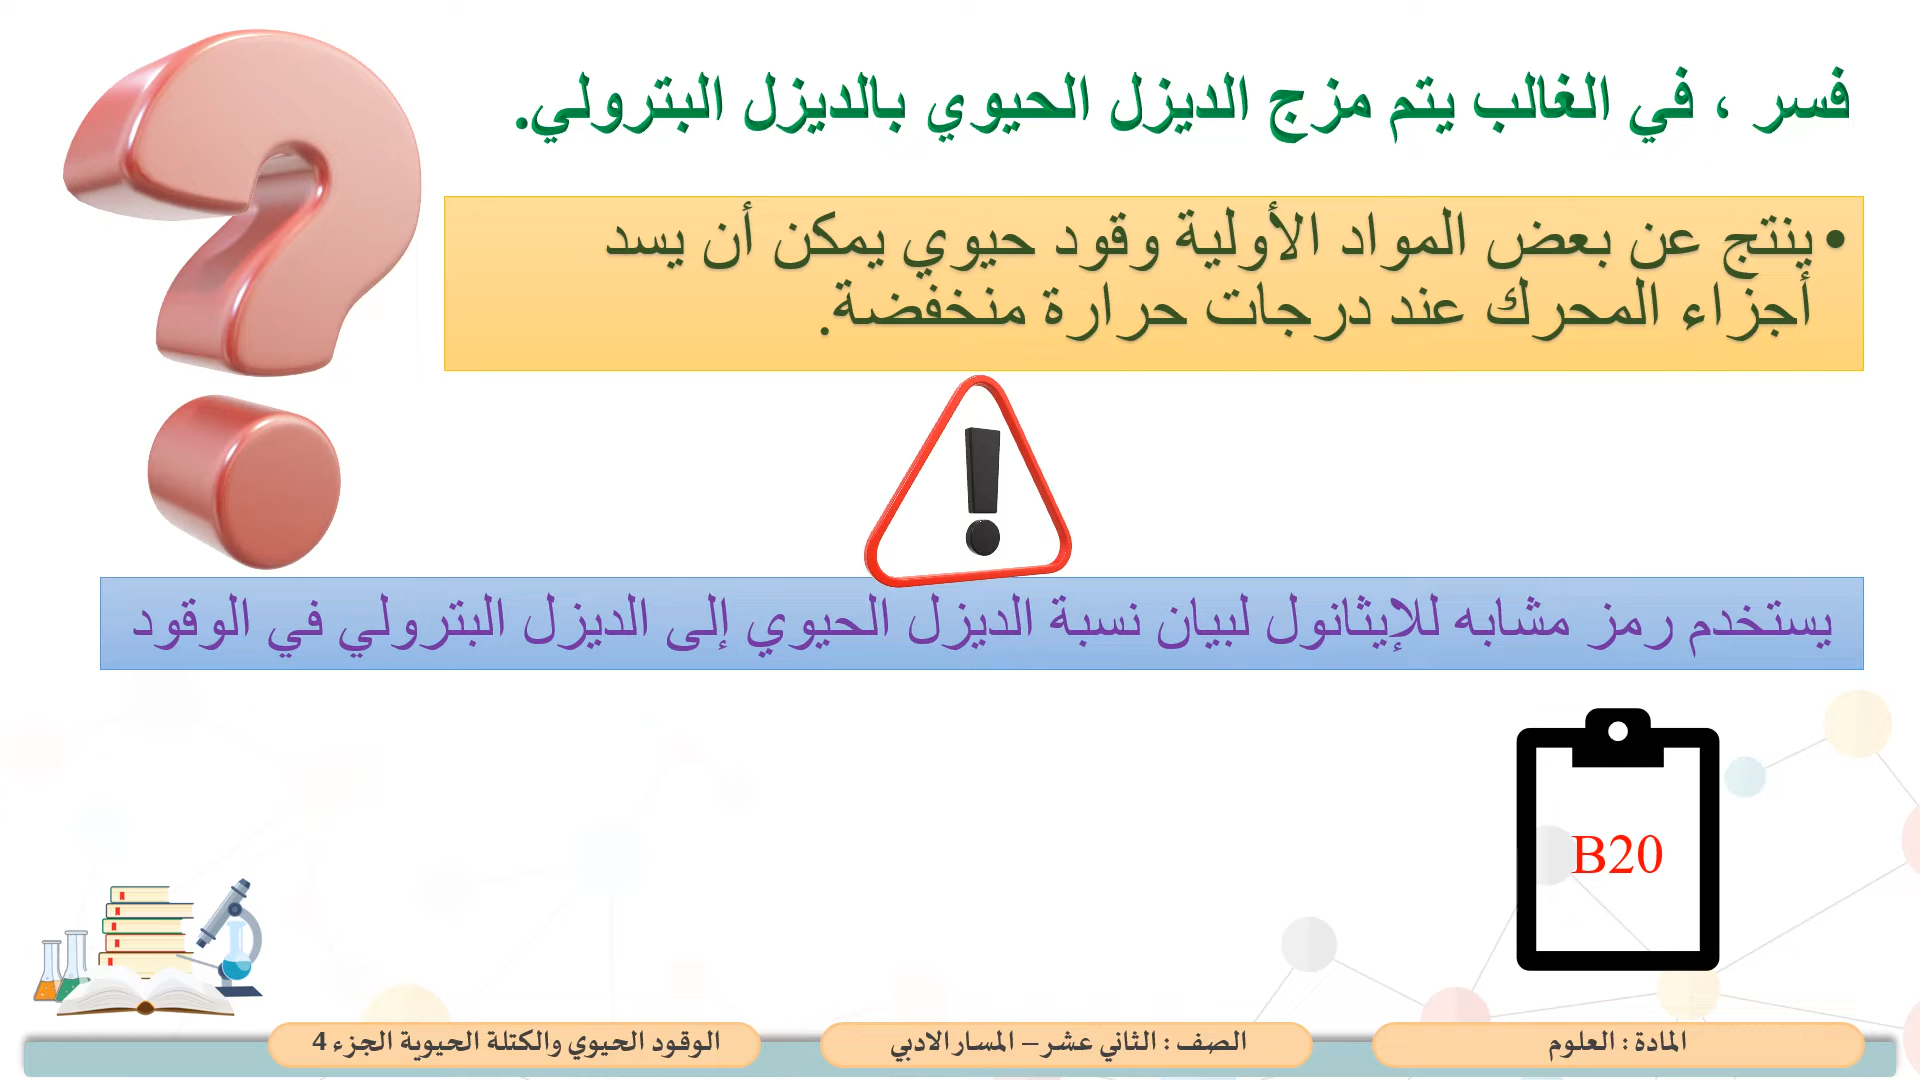 فسر ، في الغالب يتم مزج الديزل الحيوي بالديزل البترولي.
• ينتج عن بعض المواد الأولية وقود حيوي يمكن أن يسد
أجزاء المحرك عند درجات حرارة منخفضة.
يستخدم رمز مشابه للإيثانول لبيان نسبة الديزل الحيوي إلى الديزل البترولي في الوقود
B20
المادة : العلوم
الصف : الثاني عشر – المسار الادبي
الوقود الحيوي والكتلة الحيوية الجزء 4